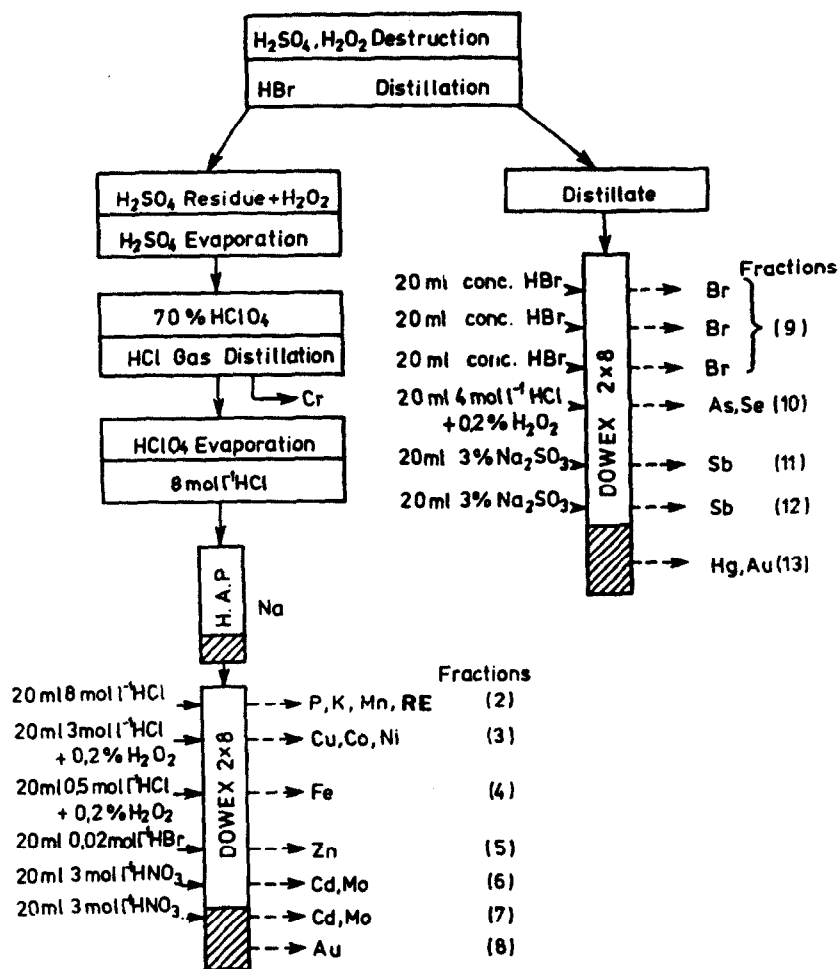 H₂SO₄, H₂O₂ Destruction
HBr Distillation
H₂SO₄ Residue + H₂O₂
H₂SO₄ Evaporation
70 % HClO₄
HCl Gas Distillation
Cr
HClO₄ Evaporation
8 mol l⁻¹ HCl
H.A.P
Na
Fractions
20 ml 8 mol l⁻¹ HCl
P, K, Mn, RE (2)
20 ml 3 mol l⁻¹ HCl
+ 0,2 % H₂O₂
Cu, Co, Ni (3)
20 ml 0,5 mol l⁻¹ HCl
+ 0,2 % H₂O₂
Fe (4)
20 ml 0,02 mol l⁻¹ HBr
Zn (5)
20 ml 3 mol l⁻¹ HNO₃
Cd, Mo (6)
20 ml 3 mol l⁻¹ HNO₃
Cd, Mo (7)
Au (8)
DOWEX 2×8
Distillate
Fractions
20 ml conc. HBr
Br
20 ml conc. HBr
Br (9)
20 ml conc. HBr
Br
20 ml 4 mol l⁻¹ HCl
+ 0,2 % H₂O₂
As, Se (10)
20 ml 3 % Na₂SO₃
Sb (11)
20 ml 3 % Na₂SO₃
Sb (12)
Hg, Au (13)
DOWEX 2×8